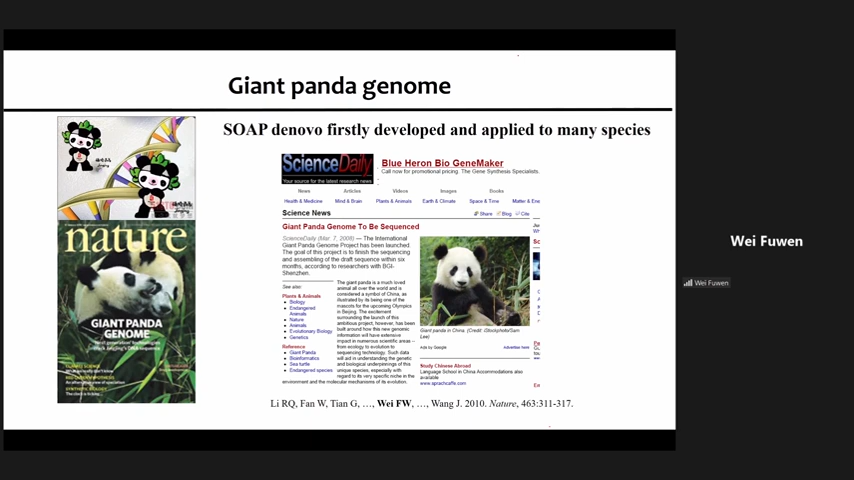 Giant panda genome
SOAP denovo firstly developed and applied to many species
nature
GIANT PANDA
GENOME
ScienceDaily
Your source for the latest research news
Blue Heron Bio GeneMaker
Call now for promotional pricing. The Gene Synthesis Specialists.
News Articles Videos Images Books
Health & Medicine Mind & Brain Plants & Animals Earth & Climate Space & Time Matter & Ene
Science News
Share Blog Cite
Giant Panda Genome To Be Sequenced
ScienceDaily (Mar. 7, 2008) — The International
Giant Panda Genome Project has been launched.
The goal of this project is to finish the sequencing
and assembling of the draft sequence within six
months, according to researchers with BGI-
Shenzhen.
See also:
Plants & Animals
Biology
Endangered
Animals
Nature
Animals
Evolutionary Biology
Genetics
Reference
Giant Panda
Bioinformatics
Sea turtle
Endangered species
The giant panda is a much loved
animal all over the world and is
considered a symbol of China, as
illustrated by its being one of the
mascots for the upcoming Olympics
in Beijing. The excitement
surrounding the launch of this
ambitious project, however, has been
built around how this new genomic
information will have extensive
impact in numerous scientific areas --
from ecology to evolution to
sequencing technology. Such data
will aid in understanding the genetic
and biological underpinnings of this
unique species, especially with
regard to its very specific niche in the
environment and the molecular mechanisms of its evolution.
Giant panda in China. (Credit: iStockphoto/Sam
Lee)
Ads by Google Advertise here
Study Chinese Abroad
Language School in China Accommodations also
available
www.sprachcaffe.com
Li RQ, Fan W, Tian G, …, Wei FW, …, Wang J. 2010. Nature, 463:311-317.
Wei Fuwen
Wei Fuwen